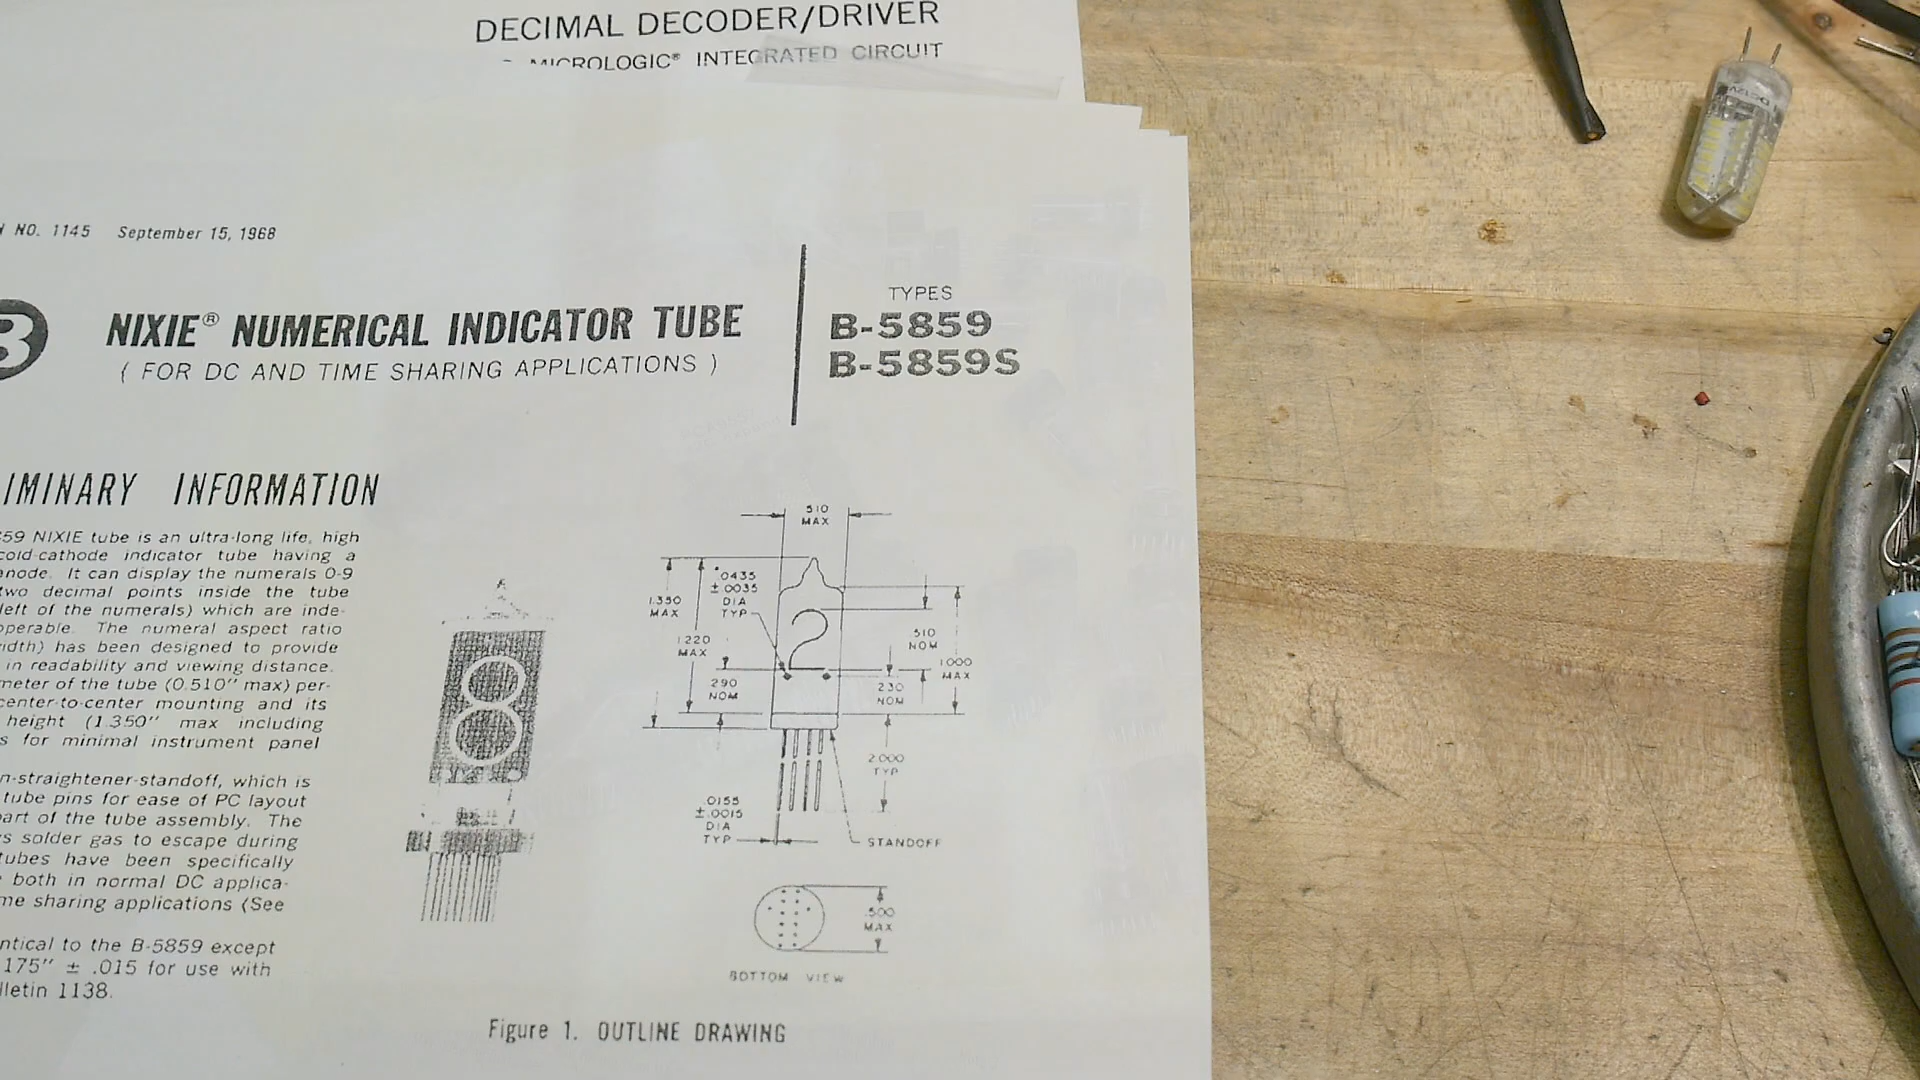 DECIMAL DECODER/DRIVER
MICROLOGIC® INTEGRATED CIRCUIT
NO. 1145 September 15, 1968
NIXIE® NUMERICAL INDICATOR TUBE
( FOR DC AND TIME SHARING APPLICATIONS )
TYPES
B-5859
B-5859S
IMINARY INFORMATION
59 NIXIE tube is an ultra-long life, high
cold-cathode indicator tube having a
anode. It can display the numerals 0-9
two decimal points inside the tube
left of the numerals) which are inde-
operable. The numeral aspect ratio
width) has been designed to provide
in readability and viewing distance.
meter of the tube (0.510" max) per-
center-to-center mounting and its
height (1.350" max including
s for minimal instrument panel
n-straightener-standoff, which is
tube pins for ease of PC layout
part of the tube assembly. The
s solder gas to escape during
tubes have been specifically
both in normal DC applica-
me sharing applications (See
ntical to the B-5859 except
175" ± .015 for use with
lletin 1138.
.510
MAX
.0435
±.0035
DIA
TYP
1.350
MAX
1.220
MAX
.290
NOM
2
.510
NOM
1.000
MAX
.230
NOM
2.000
TYP
.0155
±.0015
DIA
TYP
STANDOFF
.500
MAX
BOTTOM VIEW
8
Figure 1. OUTLINE DRAWING